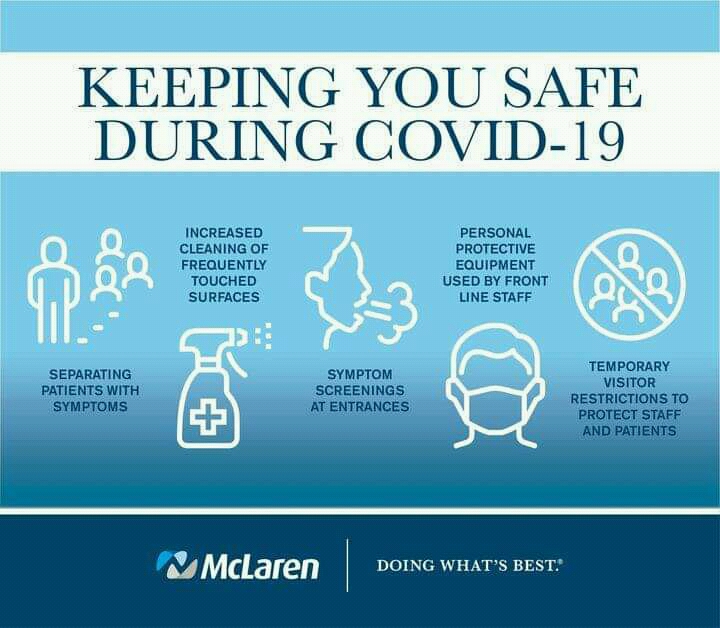 KEEPING YOU SAFE
DURING COVID-19
SEPARATING
PATIENTS WITH
SYMPTOMS
INCREASED
CLEANING OF
FREQUENTLY
TOUCHED
SURFACES
SYMPTOM
SCREENINGS
AT ENTRANCES
PERSONAL
PROTECTIVE
EQUIPMENT
USED BY FRONT
LINE STAFF
TEMPORARY
VISITOR
RESTRICTIONS TO
PROTECT STAFF
AND PATIENTS
McLaren
DOING WHAT'S BEST.®